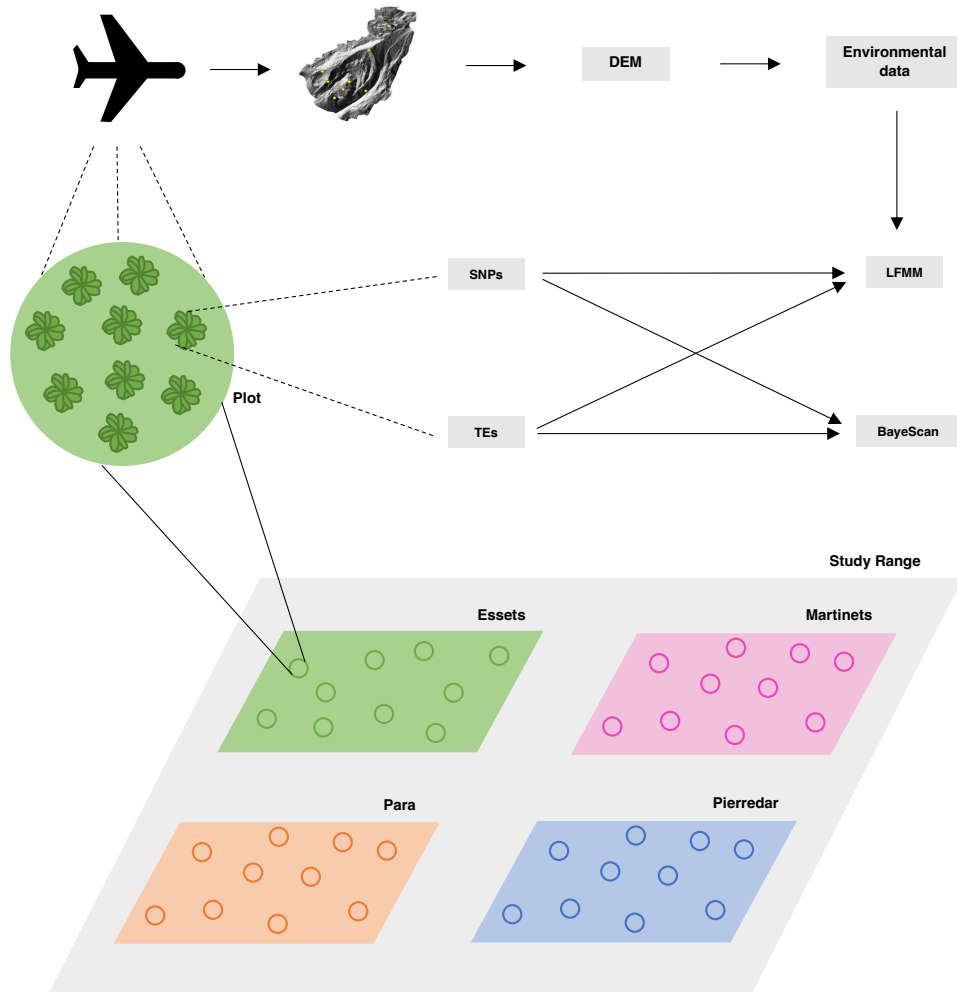 DEM
Environmental
data
SNPs
LFMM
Plot
TEs
BayeScan
Study Range
Essets
Martinets
Para
Pierredar